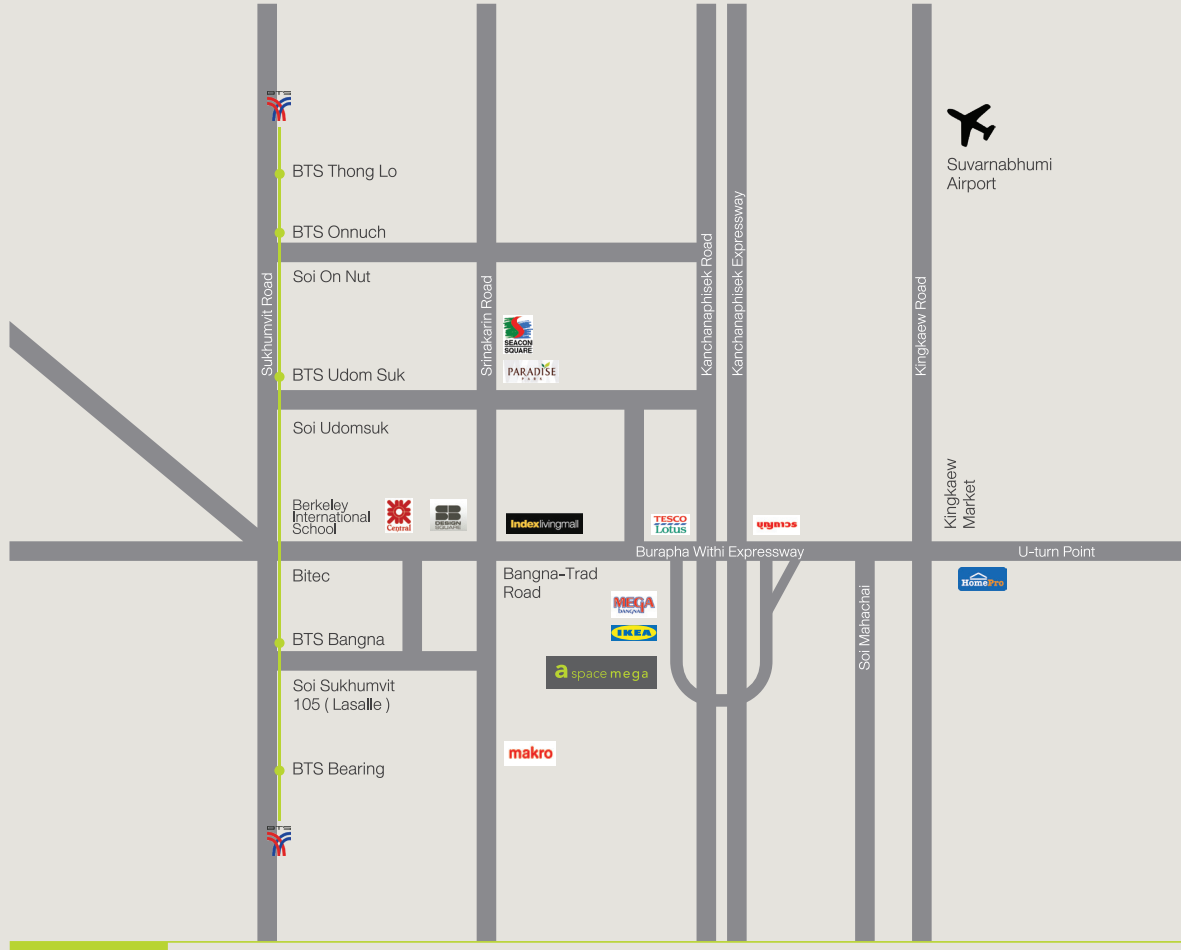 BTS
BTS Thong Lo
BTS Onnuch
Soi On Nut
BTS Udom Suk
Soi Udomsuk
Sukhumvit Road
Srinakarin Road
SEACON
SQUARE
PARADISE
PARK
Kanchanaphisek Road
Kanchanaphisek Expressway
Kingkaew Road
Suvarnabhumi
Airport
Berkeley
International
School
Central
SB
DESIGN
SQUARE
Indexlivingmall
TESCO
Lotus
บุญถาวร
Kingkaew
Market
Burapha Withi Expressway
U-turn Point
Bitec
Bangna-Trad
Road
MEGA
BANGNA
IKEA
HomePro
BTS Bangna
a space mega
Soi Mahachai
Soi Sukhumvit
105 ( Lasalle )
makro
BTS Bearing
BTS